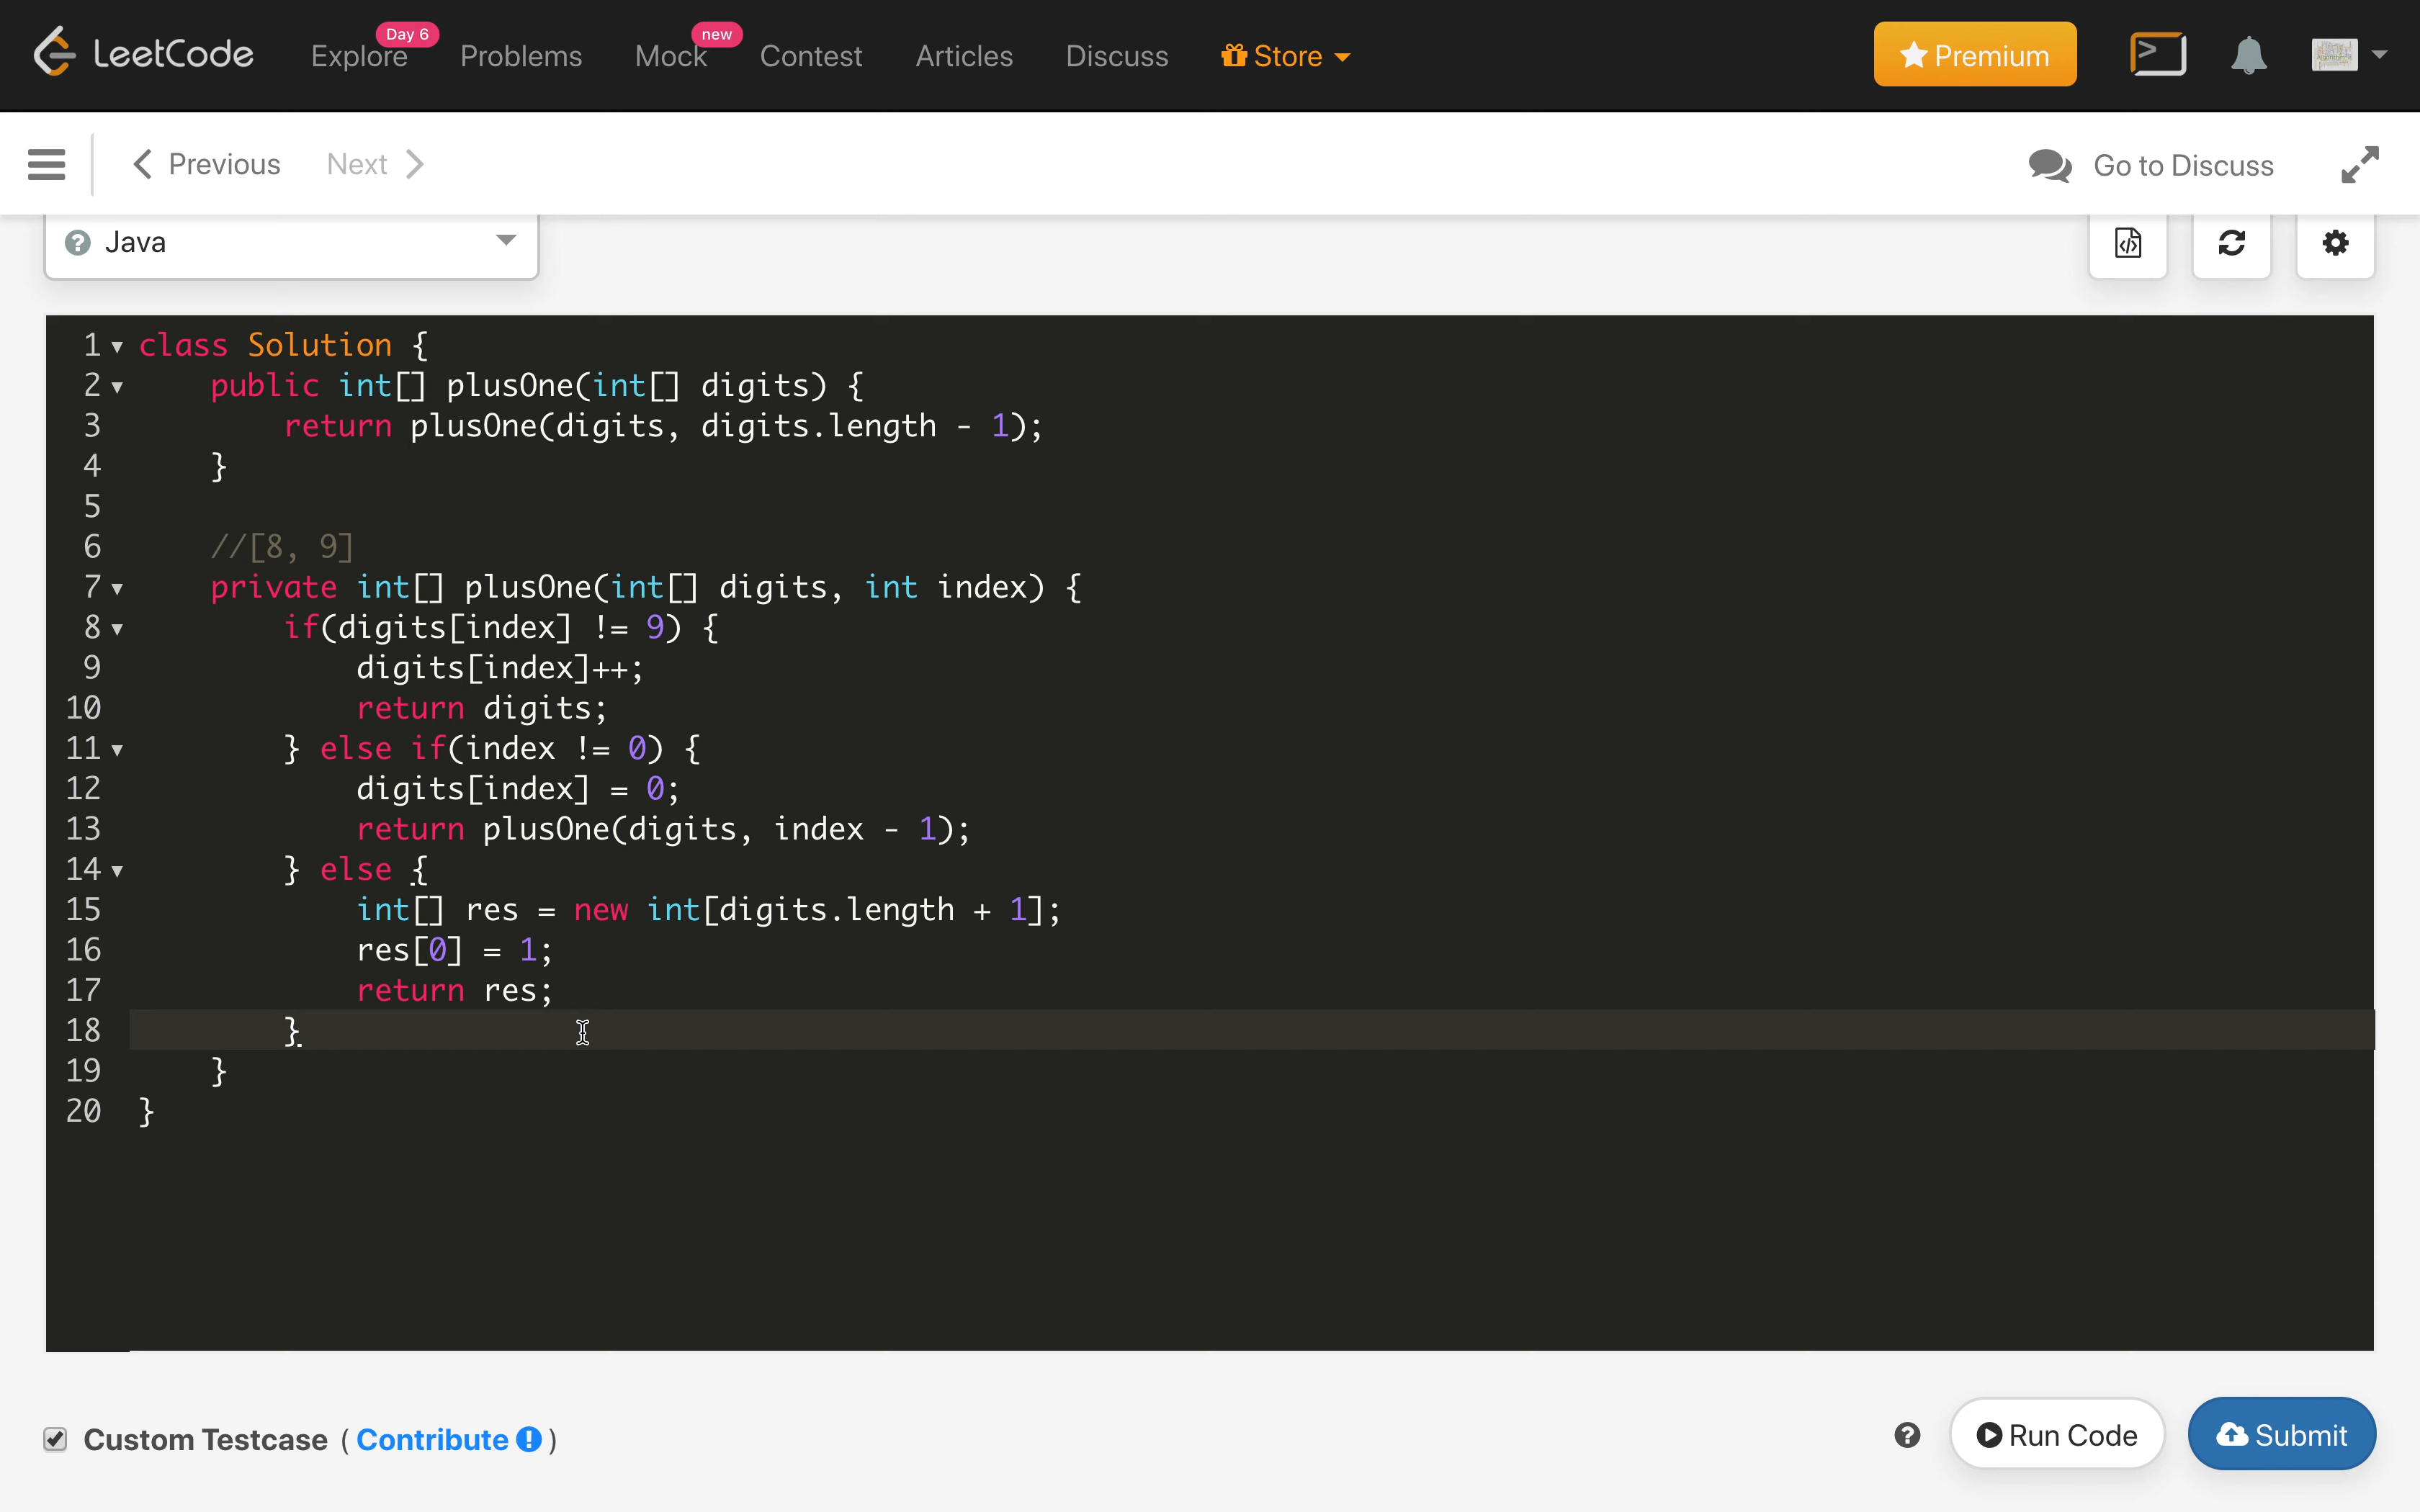 LeetCode Explore Day 6 Problems Mock new Contest Articles Discuss Store Premium
Previous Next Go to Discuss
? Java
1 class Solution {
2 public int[] plusOne(int[] digits) {
3 return plusOne(digits, digits.length - 1);
4 }
5
6 //[8, 9]
7 private int[] plusOne(int[] digits, int index) {
8 if(digits[index] != 9) {
9 digits[index]++;
10 return digits;
11 } else if(index != 0) {
12 digits[index] = 0;
13 return plusOne(digits, index - 1);
14 } else {
15 int[] res = new int[digits.length + 1];
16 res[0] = 1;
17 return res;
18 }
19 }
20 }
Custom Testcase ( Contribute ! ) ? Run Code Submit